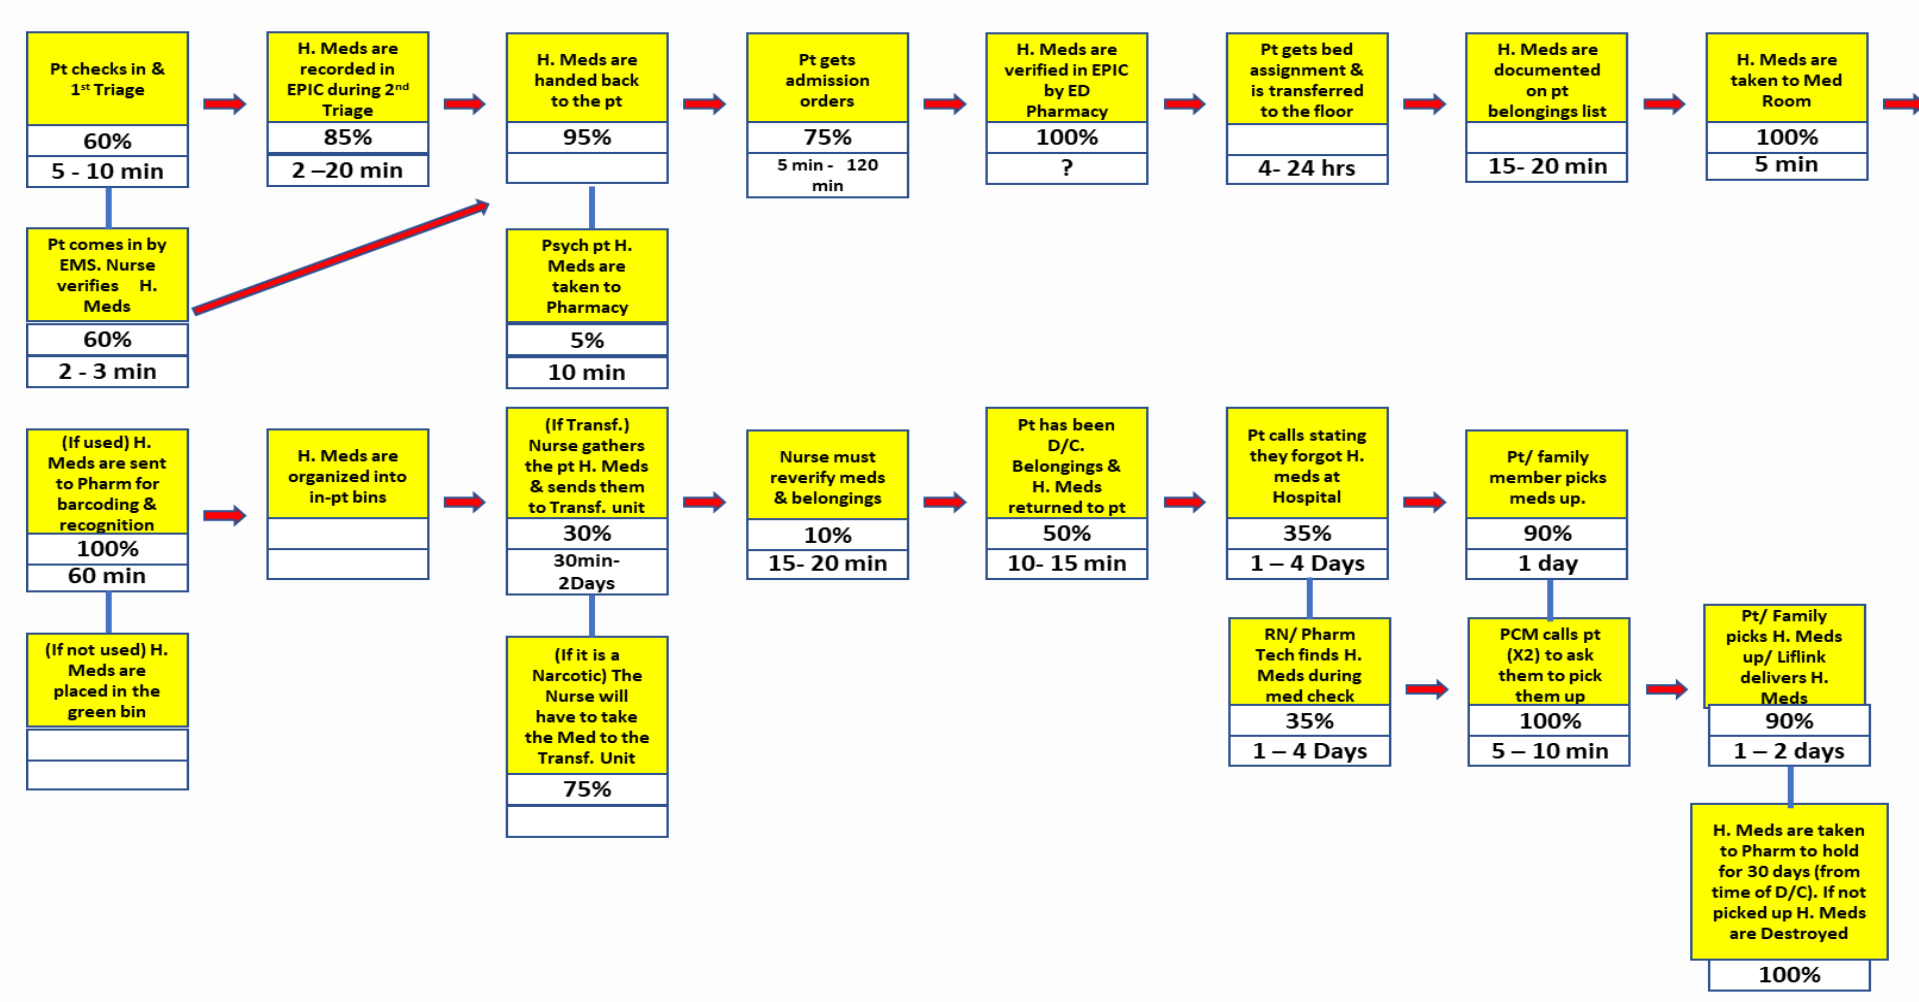 Pt checks in &
1st Triage
60%
5 - 10 min
H. Meds are
recorded in
EPIC during 2nd
Triage
85%
2 –20 min
H. Meds are
handed back
to the pt
95%
Pt gets
admission
orders
75%
5 min - 120
min
H. Meds are
verified in EPIC
by ED
Pharmacy
100%
?
Pt gets bed
assignment &
is transferred
to the floor
4- 24 hrs
H. Meds are
documented
on pt
belongings list
15- 20 min
H. Meds are
taken to Med
Room
100%
5 min
Pt comes in by
EMS. Nurse
verifies H.
Meds
60%
2 - 3 min
Psych pt H.
Meds are
taken to
Pharmacy
5%
10 min
(If used) H.
Meds are sent
to Pharm for
barcoding &
recognition
100%
60 min
H. Meds are
organized into
in-pt bins
(If Transf.)
Nurse gathers
the pt H. Meds
& sends them
to Transf. unit
30%
30min-
2Days
Nurse must
reverify meds
& belongings
10%
15- 20 min
Pt has been
D/C.
Belongings &
H. Meds
returned to pt
50%
10- 15 min
Pt calls stating
they forgot H.
meds at
Hospital
35%
1 – 4 Days
Pt/ family
member picks
meds up.
90%
1 day
(If not used) H.
Meds are
placed in the
green bin
(If it is a
Narcotic) The
Nurse will
have to take
the Med to the
Transf. Unit
75%
RN/ Pharm
Tech finds H.
Meds during
med check
35%
1 – 4 Days
PCM calls pt
(X2) to ask
them to pick
them up
100%
5 – 10 min
Pt/ Family
picks H. Meds
up/ Liflink
delivers H.
Meds
90%
1 – 2 days
H. Meds are taken
to Pharm to hold
for 30 days (from
time of D/C). If not
picked up H. Meds
are Destroyed
100%